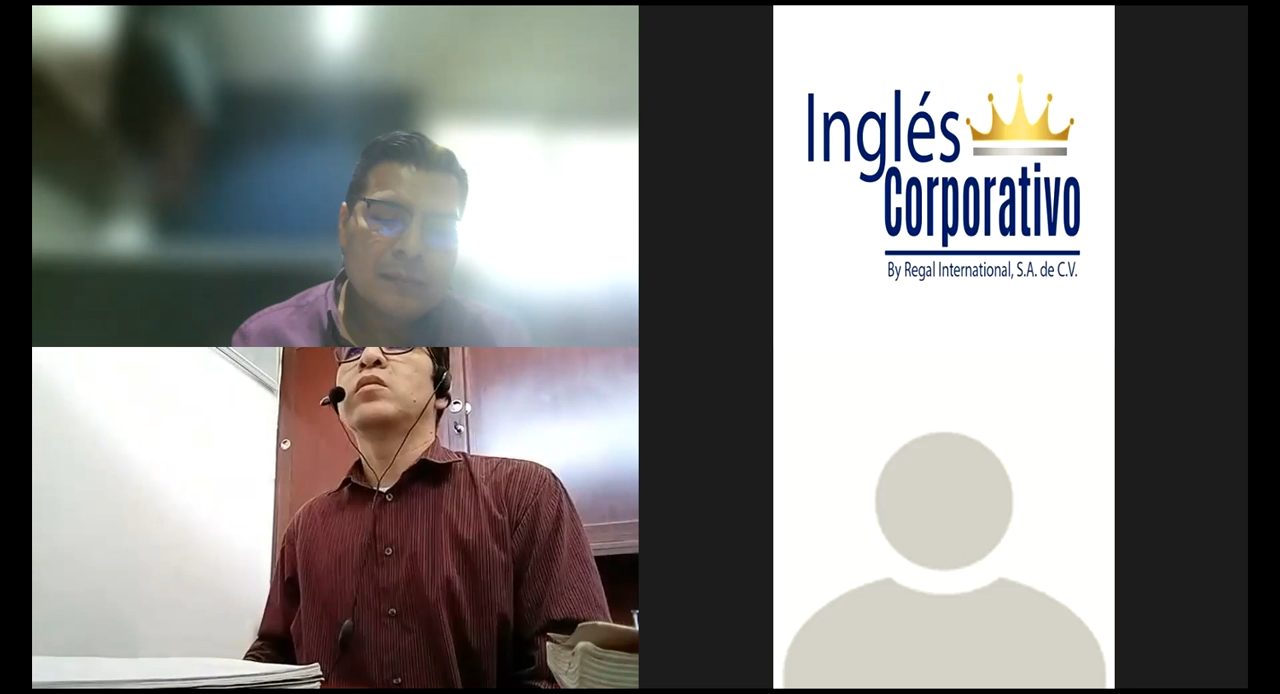 Inglés
Corporativo
By Regal International, S.A. de C.V.